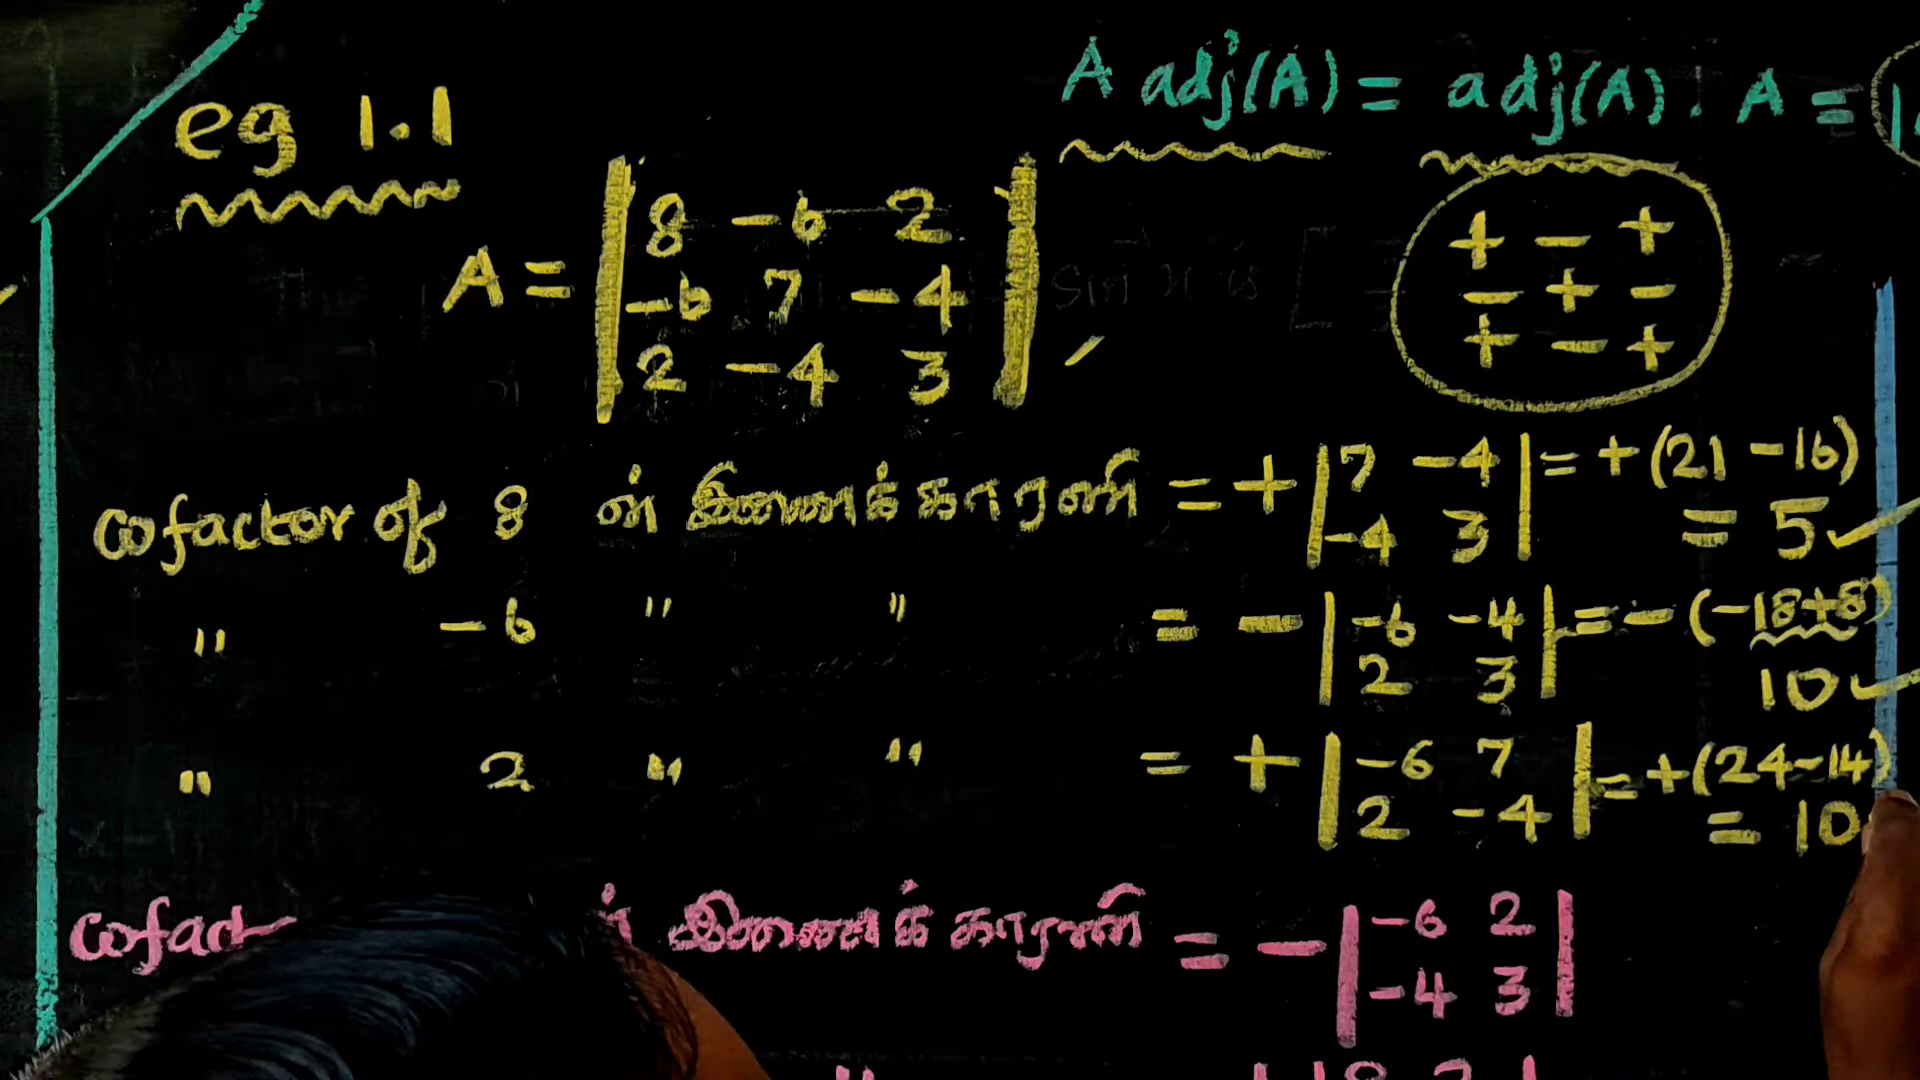 A adj(A) = adj(A) . A =
eg 1.1
A = | 8 -6 2 |
| -6 7 -4 |
| 2 -4 3 | ,
+ - +
- + -
+ - +
cofactor of 8 ன் இணைக்காரணி = + | 7 -4 | = +(21 -16)
| -4 3 | = 5 ✓
" -6 " " = - | -6 -4 | = - (-18+8)
| 2 3 | 10 ✓
" 2 " " = + | -6 7 | = +(24-14)
| 2 -4 | = 10
இணைக்காரணி = - | -6 2 |
| -4 3 |